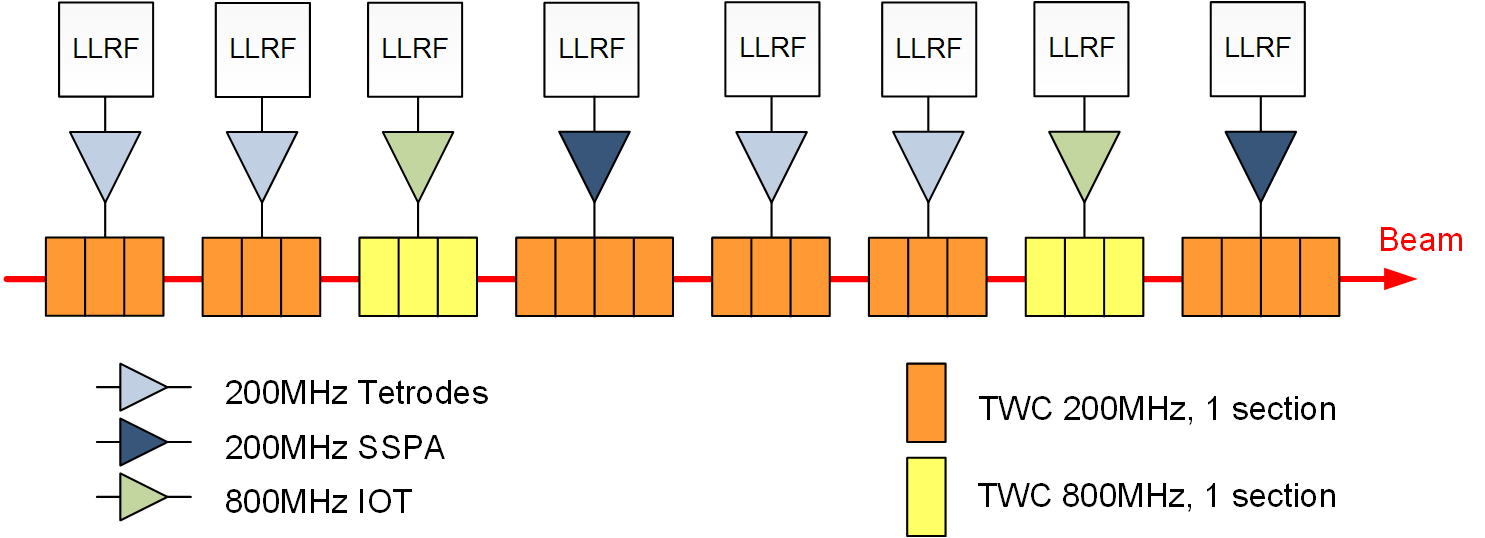 LLRF LLRF LLRF LLRF LLRF LLRF LLRF LLRF
Beam
200MHz Tetrodes
200MHz SSPA
800MHz IOT
TWC 200MHz, 1 section
TWC 800MHz, 1 section